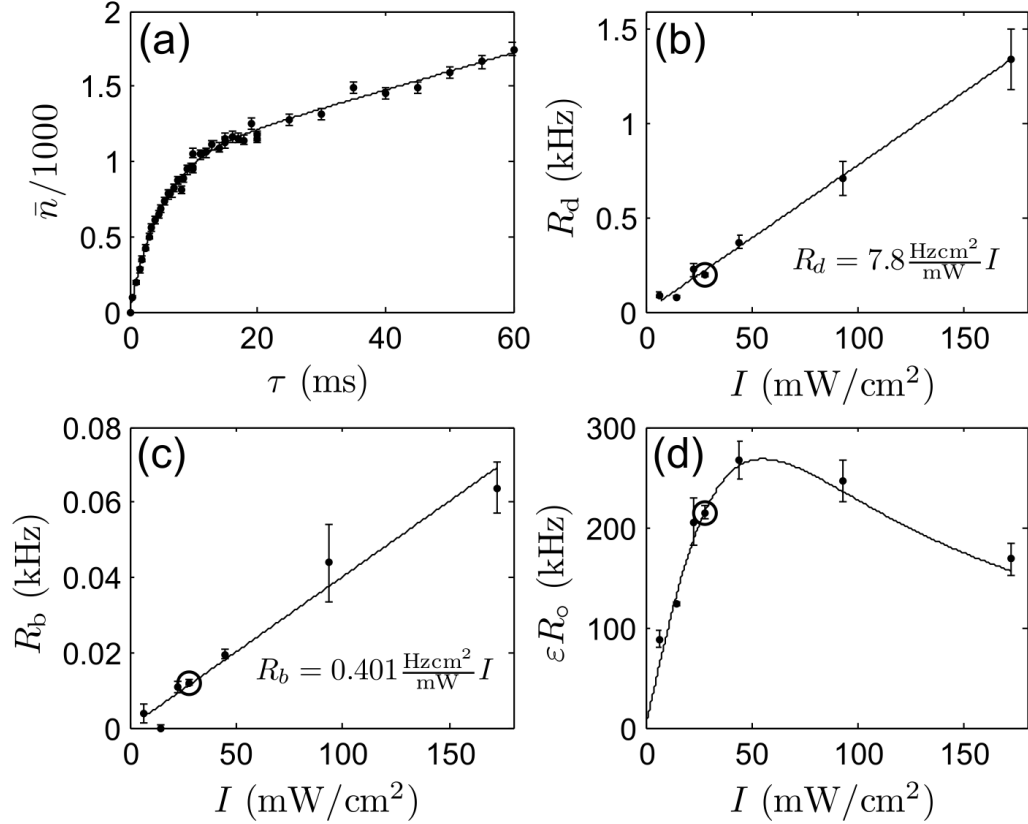 (a)
2
1.5
1
0.5
0
0 20 40 60
n̄/1000
τ (ms)
(b)
1.5
1
0.5
0
0 50 100 150
R_d (kHz)
R_d = 7.8 Hzcm²/mW I
I (mW/cm²)
(c)
0.08
0.06
0.04
0.02
0
0 50 100 150
R_b (kHz)
R_b = 0.401 Hzcm²/mW I
I (mW/cm²)
(d)
300
200
100
0
0 50 100 150
εR_o (kHz)
I (mW/cm²)